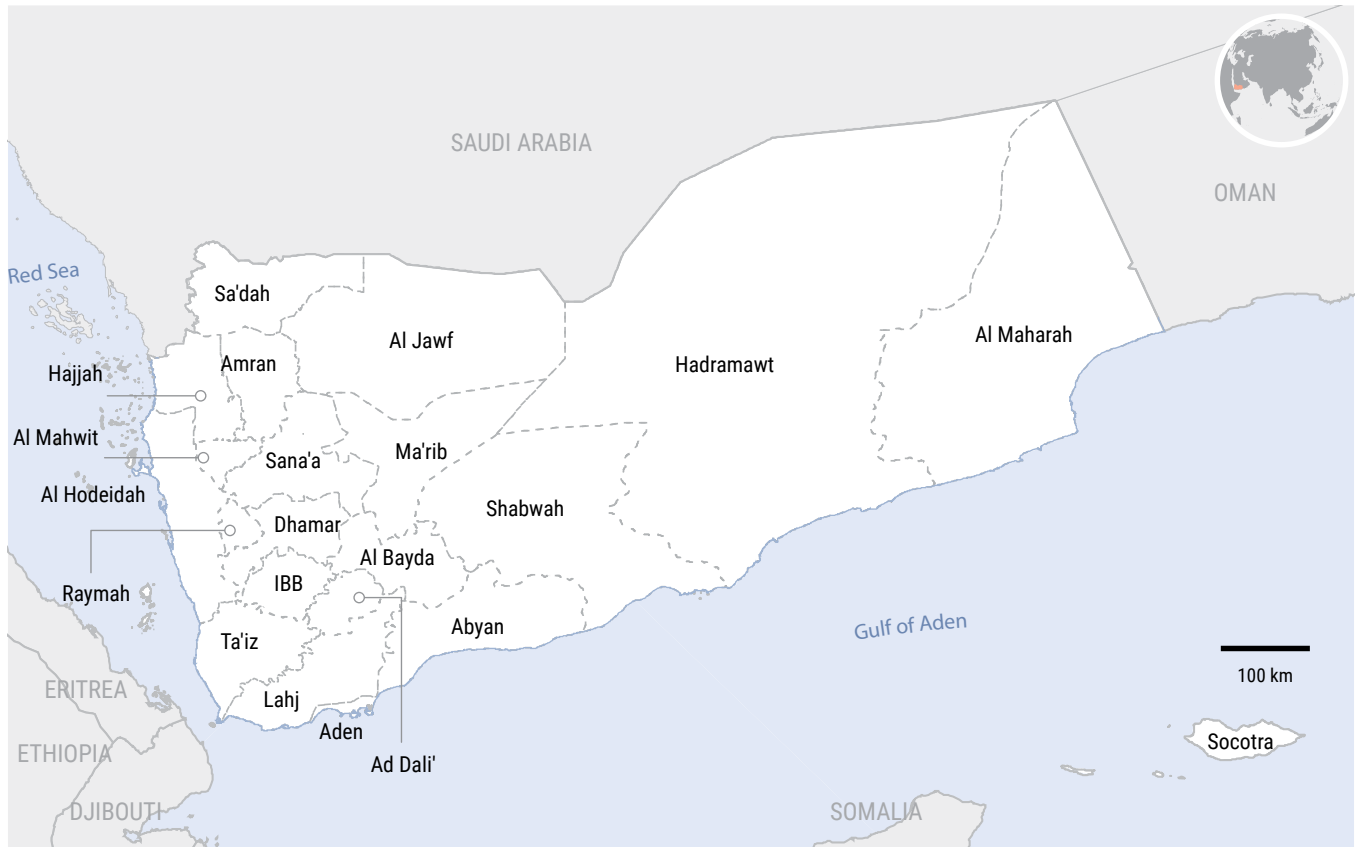 SAUDI ARABIA
OMAN
Red Sea
Sa'dah
Al Jawf
Al Maharah
Amran
Hadramawt
Hajjah
Al Mahwit
Ma'rib
Sana'a
Al Hodeidah
Shabwah
Dhamar
Al Bayda
IBB
Raymah
Abyan
Gulf of Aden
Ta'iz
100 km
ERITREA
Lahj
Aden
Socotra
ETHIOPIA
Ad Dali'
DJIBOUTI
SOMALIA